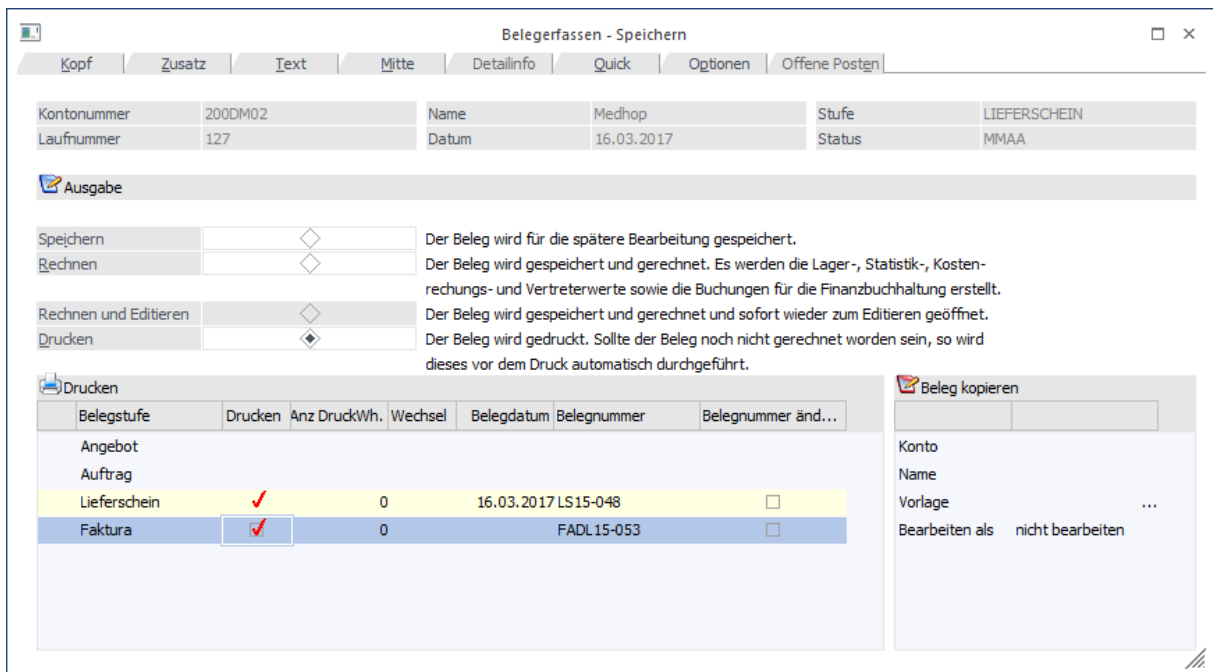 Belegerfassen - Speichern
Kopf Zusatz Text Mitte Detailinfo Quick Optionen Offene Posten
Kontonummer 200DM02 Name Medhop Stufe LIEFERSCHEIN
Laufnummer 127 Datum 16.03.2017 Status MMAA
Ausgabe
Speichern Der Beleg wird für die spätere Bearbeitung gespeichert.
Rechnen Der Beleg wird gespeichert und gerechnet. Es werden die Lager-, Statistik-, Kosten-
rechungs- und Vertreterwerte sowie die Buchungen für die Finanzbuchhaltung erstellt.
Rechnen und Editieren Der Beleg wird gespeichert und gerechnet und sofort wieder zum Editieren geöffnet.
Drucken Der Beleg wird gedruckt. Sollte der Beleg noch nicht gerechnet worden sein, so wird
dieses vor dem Druck automatisch durchgeführt.
Drucken
Belegstufe Drucken Anz DruckWh. Wechsel Belegdatum Belegnummer Belegnummer änd...
Angebot
Auftrag
Lieferschein 0 16.03.2017 LS15-048
Faktura 0 FADL15-053
Beleg kopieren
Konto
Name
Vorlage ...
Bearbeiten als nicht bearbeiten